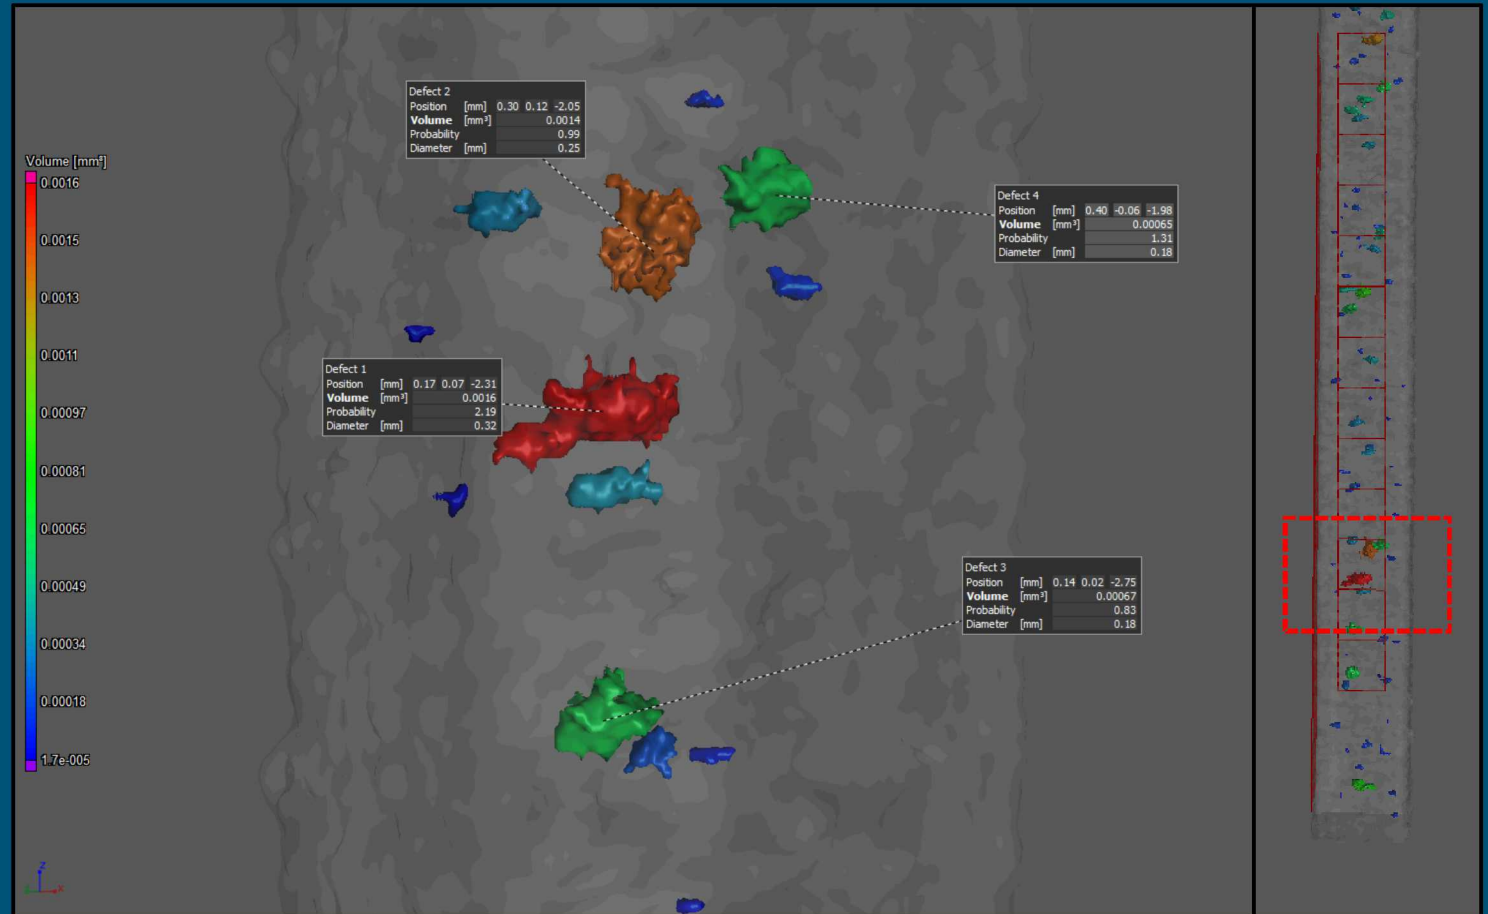 Defect 2
Position [mm] 0.30 0.12 -2.05
Volume [mm³] 0.0014
Probability 0.99
Diameter [mm] 0.25
Volume [mm³]
0.0016
0.0015
0.0013
0.0011
0.00097
0.00081
0.00065
0.00049
0.00034
0.00018
1.7e-005
Defect 4
Position [mm] 0.40 -0.06 -1.98
Volume [mm³] 0.00065
Probability 1.31
Diameter [mm] 0.18
Defect 1
Position [mm] 0.17 0.07 -2.31
Volume [mm³] 0.0016
Probability 2.19
Diameter [mm] 0.32
Defect 3
Position [mm] 0.14 0.02 -2.75
Volume [mm³] 0.00067
Probability 0.83
Diameter [mm] 0.18
z
x